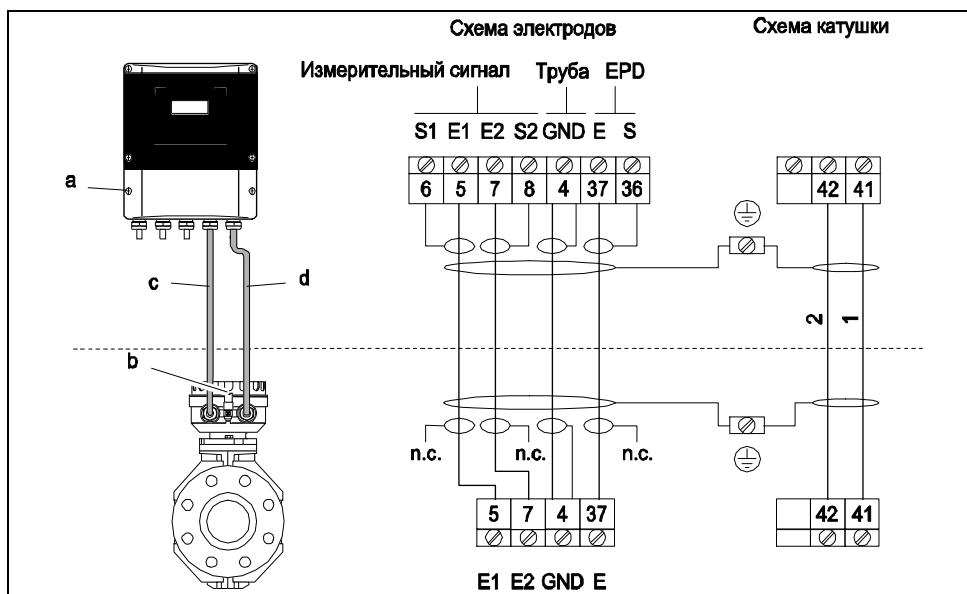 Схема электродов
Схема катушки
Измерительный сигнал Труба EPD
S1 E1 E2 S2 GND E S
6 5 7 8 4 37 36
42 41
a
c
d
2 1
b
n.c. n.c. n.c.
5 7 4 37
42 41
E1 E2 GND E